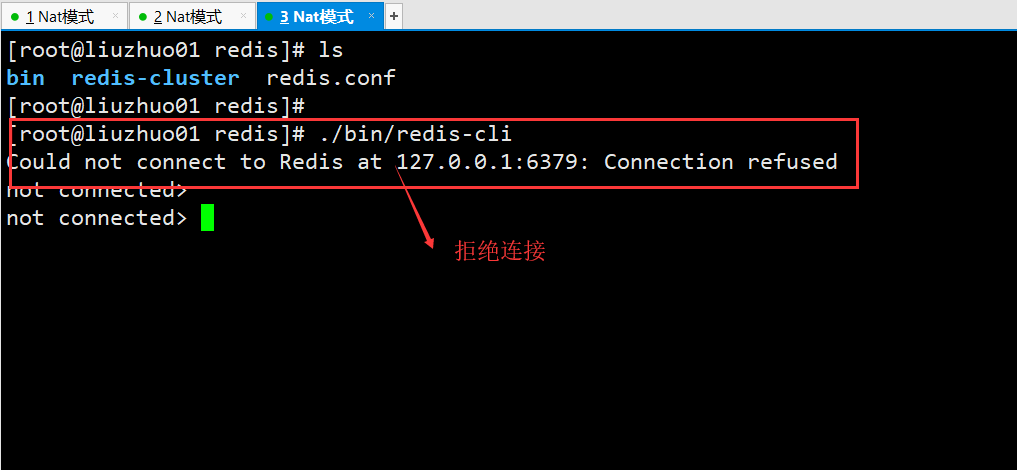 1 Nat模式 × 2 Nat模式 × 3 Nat模式 × +
[root@liuzhuo01 redis]# ls
bin redis-cluster redis.conf
[root@liuzhuo01 redis]#
[root@liuzhuo01 redis]# ./bin/redis-cli
Could not connect to Redis at 127.0.0.1:6379: Connection refused
not connected>
not connected>
拒绝连接